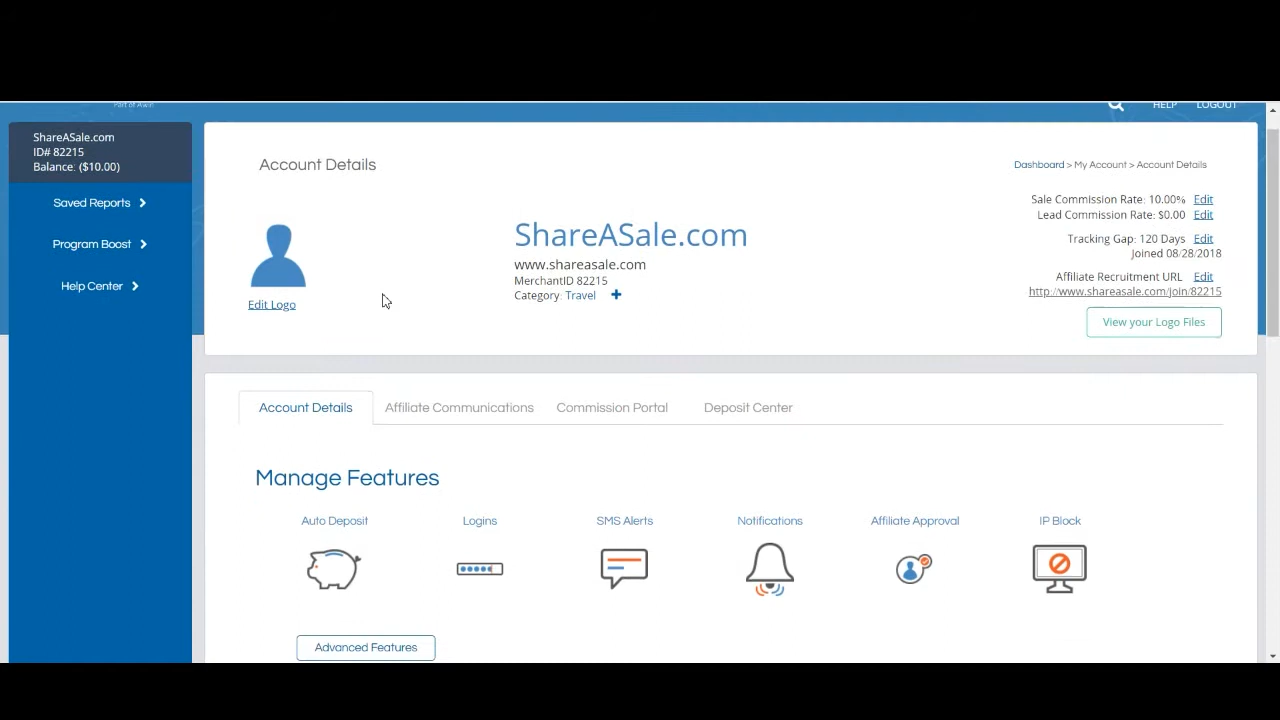 Part of Awin
HELP LOGOUT
ShareASale.com
ID# 82215
Balance: ($10.00)
Saved Reports
Program Boost
Help Center
Account Details
Dashboard > My Account > Account Details
Edit Logo
ShareASale.com
www.shareasale.com
MerchantID 82215
Category: Travel
Sale Commission Rate: 10.00% Edit
Lead Commission Rate: $0.00 Edit
Tracking Gap: 120 Days Edit
Joined 08/28/2018
Affiliate Recruitment URL Edit
http://www.shareasale.com/join/82215
View your Logo Files
Account Details Affiliate Communications Commission Portal Deposit Center
Manage Features
Auto Deposit Logins SMS Alerts Notifications Affiliate Approval IP Block
Advanced Features